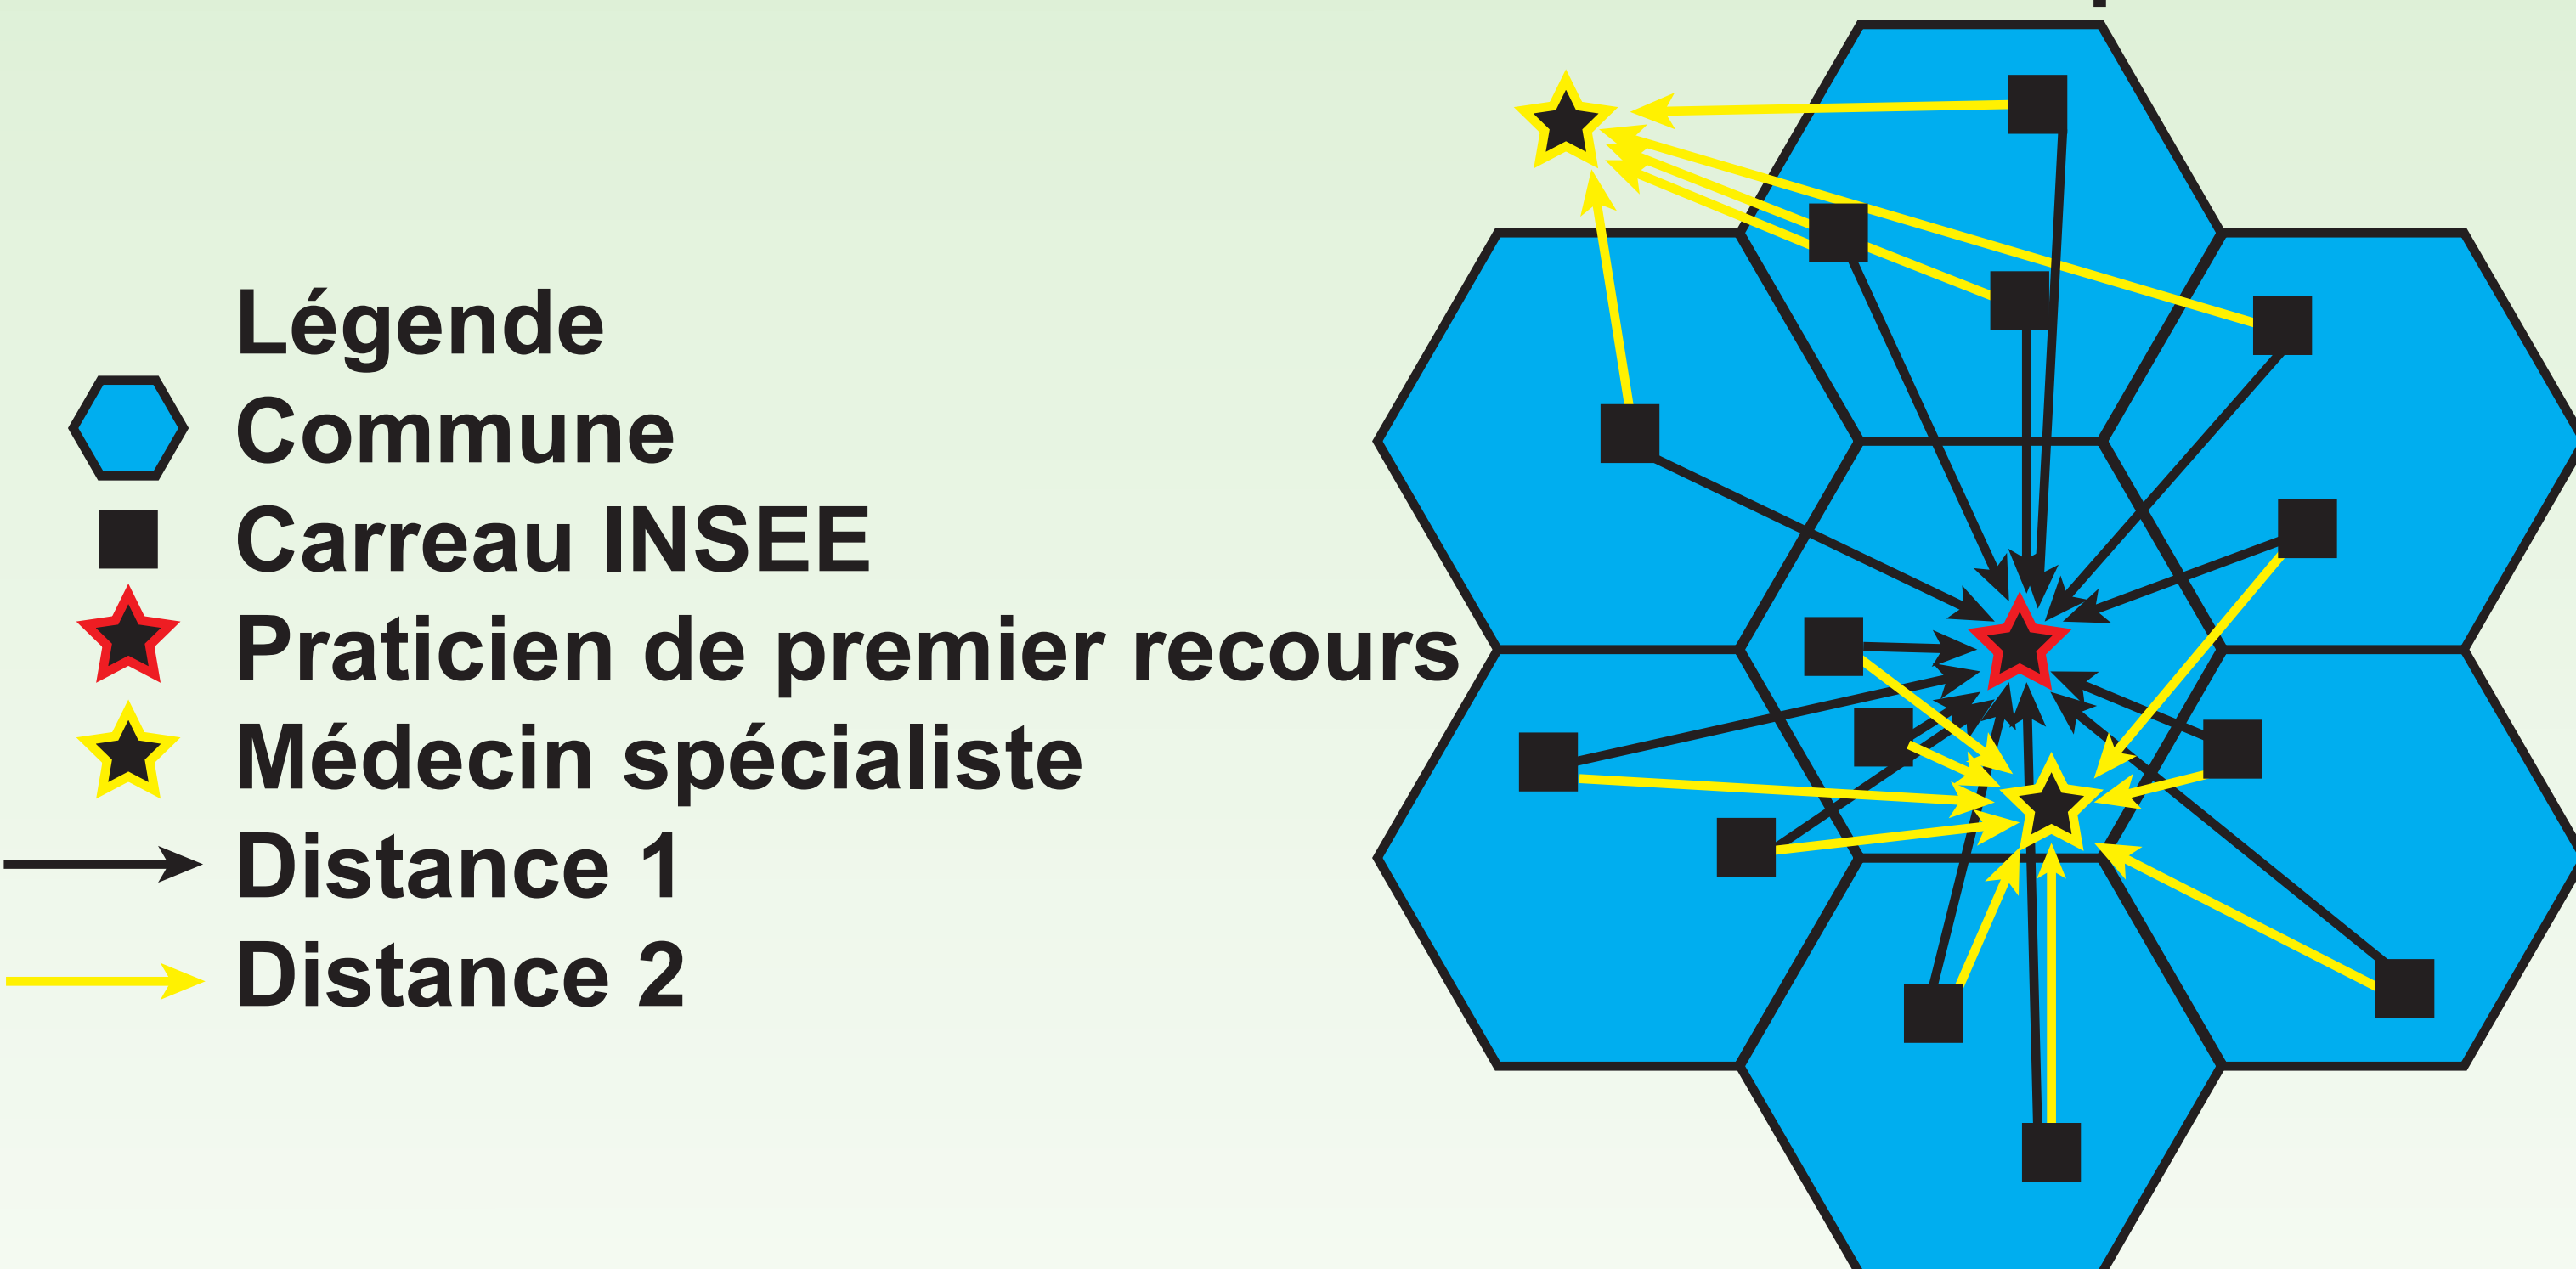 Légende
Commune
Carreau INSEE
Praticien de premier recours
Médecin spécialiste
Distance 1
Distance 2